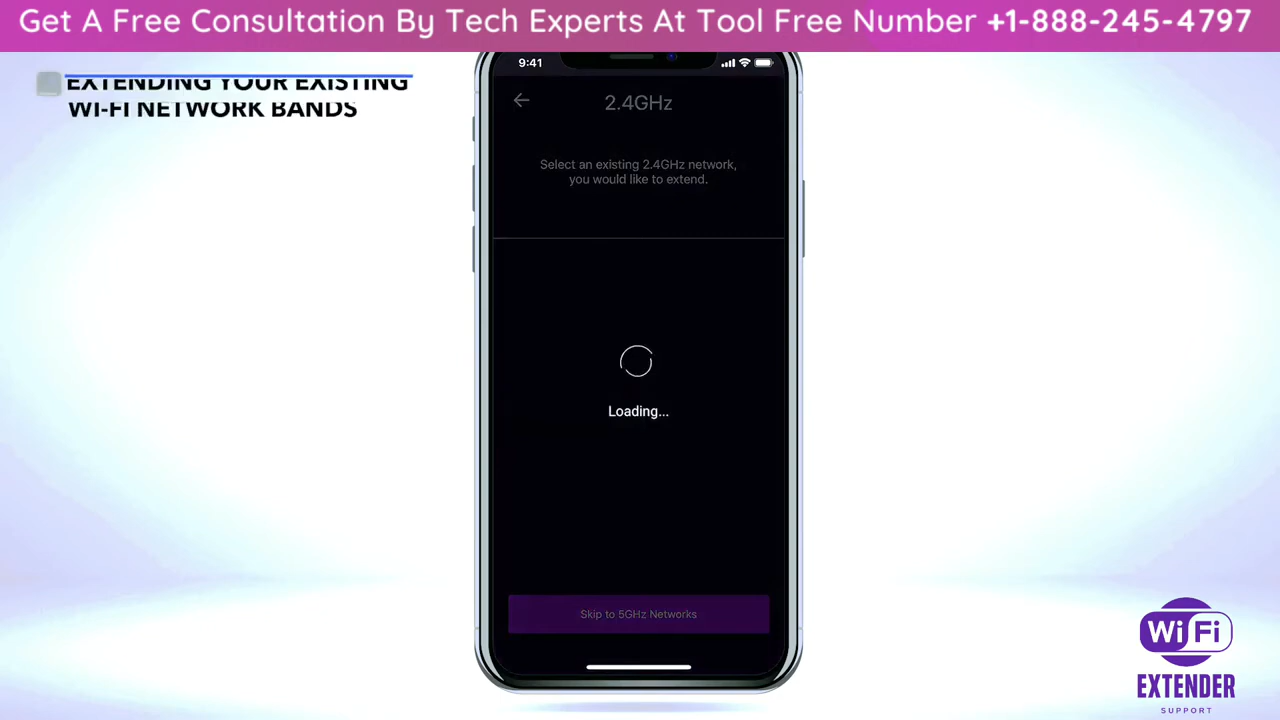 Get A Free Consultation By Tech Experts At Tool Free Number +1-888-245-4797
EXTENDING YOUR EXISTING
WI-FI NETWORK BANDS
9:41
2.4GHz
Select an existing 2.4GHz network,
you would like to extend.
Loading...
Skip to 5GHz Networks
WiFi
EXTENDER
SUPPORT